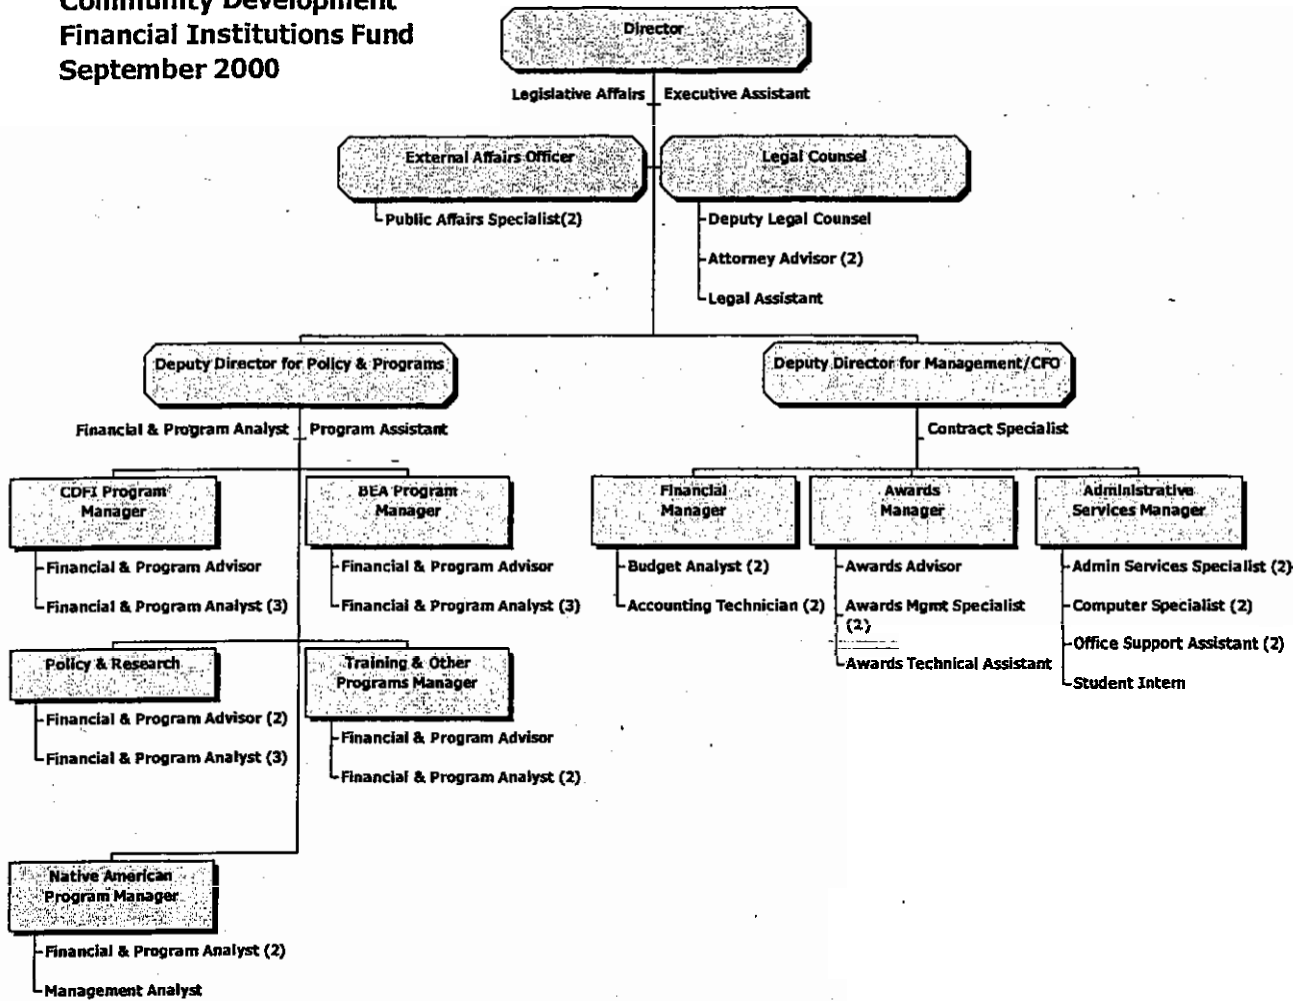 Community Development
Financial Institutions Fund
September 2000
Director
Legislative Affairs
Executive Assistant
External Affairs Officer
Legal Counsel
Public Affairs Specialist(2)
Deputy Legal Counsel
Attorney Advisor (2)
Legal Assistant
Deputy Director for Policy & Programs
Deputy Director for Management/CFO
Financial & Program Analyst
Program Assistant
Contract Specialist
CDFI Program
Manager
Financial & Program Advisor
Financial & Program Analyst (3)
BEA Program
Manager
Financial & Program Advisor
Financial & Program Analyst (3)
Financial
Manager
Budget Analyst (2)
Accounting Technician (2)
Awards
Manager
Awards Advisor
Awards Mgmt Specialist
(2)
Awards Technical Assistant
Administrative
Services Manager
Admin Services Specialist (2)
Computer Specialist (2)
Office Support Assistant (2)
Student Intern
Policy & Research
Financial & Program Advisor (2)
Financial & Program Analyst (3)
Training & Other
Programs Manager
Financial & Program Advisor
Financial & Program Analyst (2)
Native American
Program Manager
Financial & Program Analyst (2)
Management Analyst